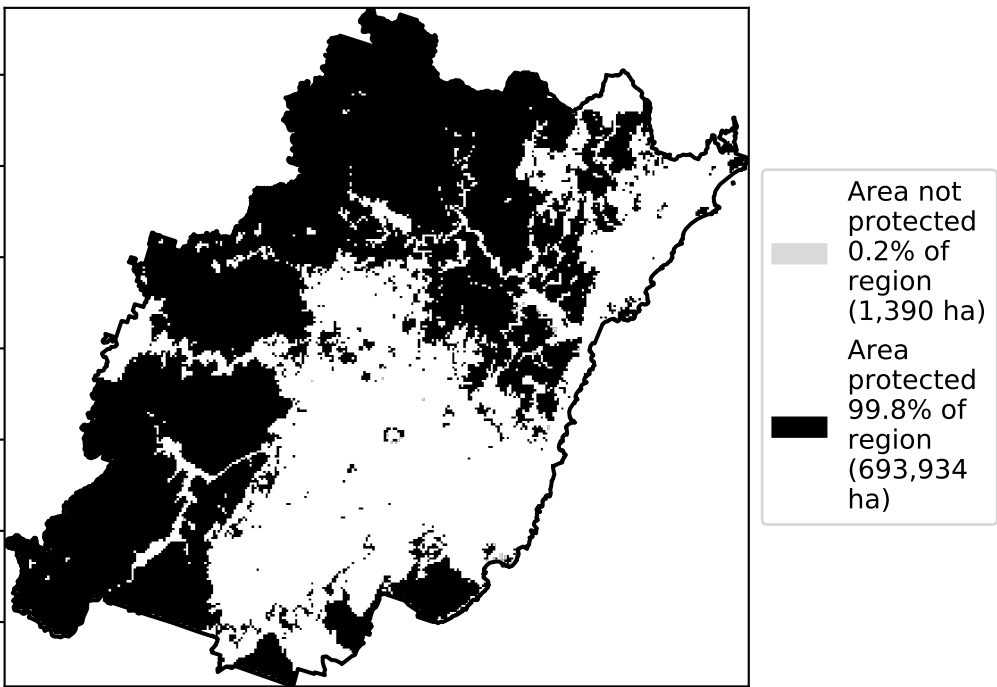 Area not
protected
0.2% of
region
(1,390 ha)
Area
protected
99.8% of
region
(693,934
ha)